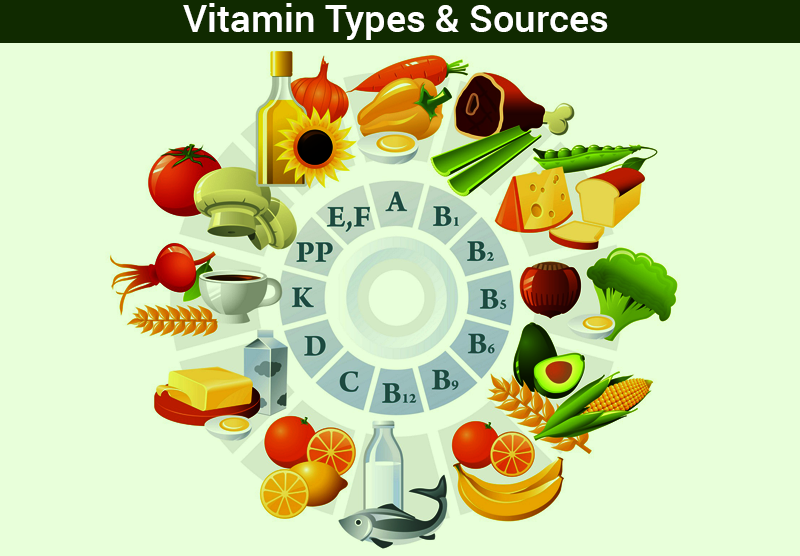 Vitamin Types & Sources
A
B1
B2
B5
B6
B9
B12
C
D
K
PP
E,F